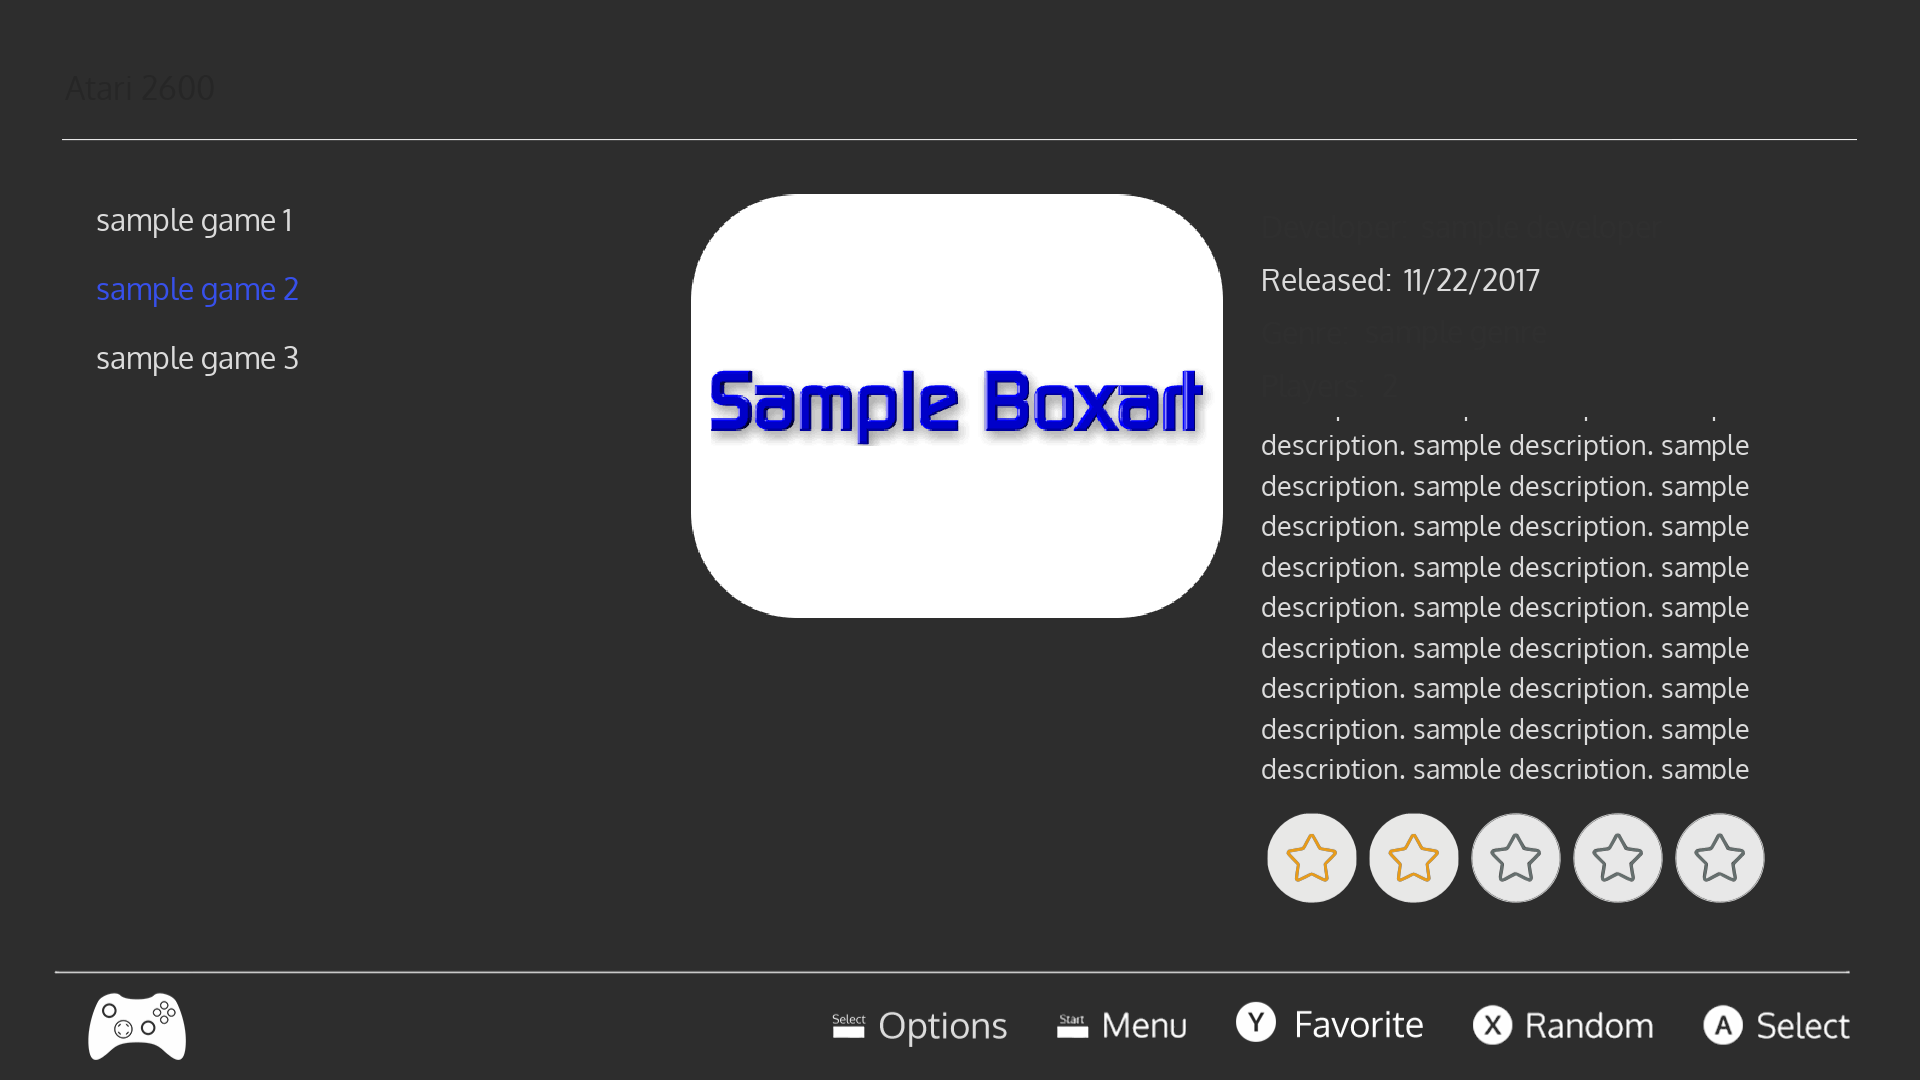 Atari 2600
sample game 1
sample game 2
sample game 3
Sample Boxart
Developer: sample developer
Released: 11/22/2017
Genre: sample genre
description. sample description. sample
description. sample description. sample
description. sample description. sample
description. sample description. sample
description. sample description. sample
description. sample description. sample
description. sample description. sample
description. sample description. sample
description. sample description. sample
Select Options
Start Menu
Y Favorite
X Random
A Select